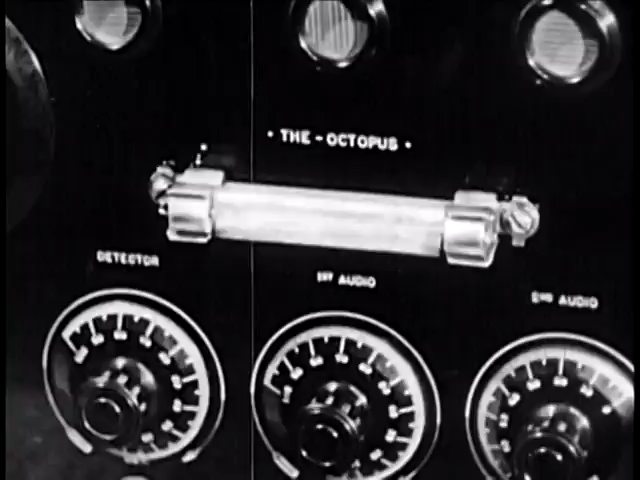 • THE - OCTOPUS •
DETECTOR
1ST AUDIO
2ND AUDIO